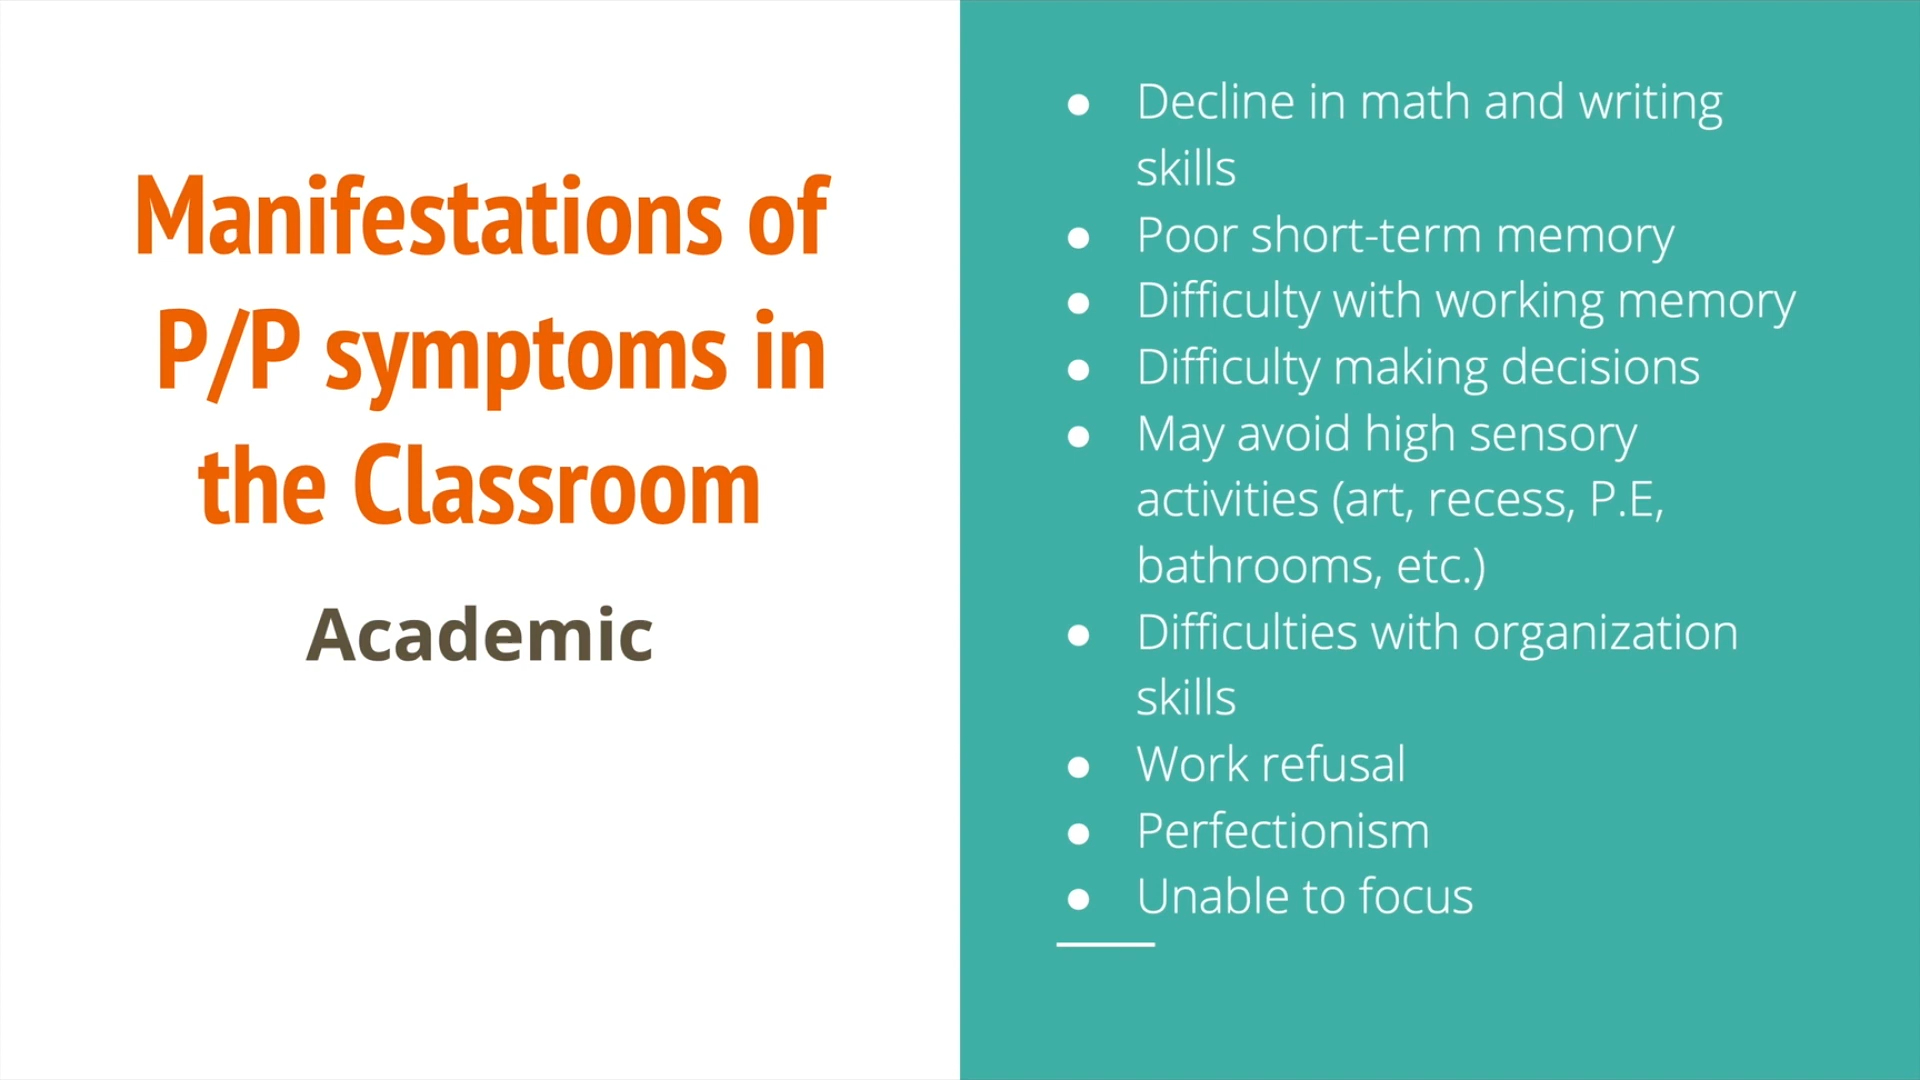 Manifestations of
P/P symptoms in
the Classroom
Academic
● Decline in math and writing
skills
● Poor short-term memory
● Difficulty with working memory
● Difficulty making decisions
● May avoid high sensory
activities (art, recess, P.E,
bathrooms, etc.)
● Difficulties with organization
skills
● Work refusal
● Perfectionism
● Unable to focus